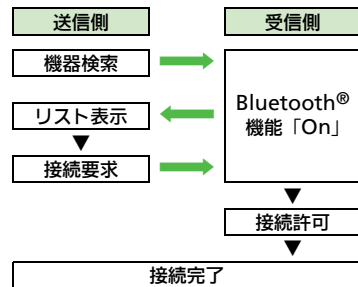 送信側
受信側
機器検索
Bluetooth®
機能「On」
リスト表示
▼
接続要求
▼
接続許可
▼
接続完了